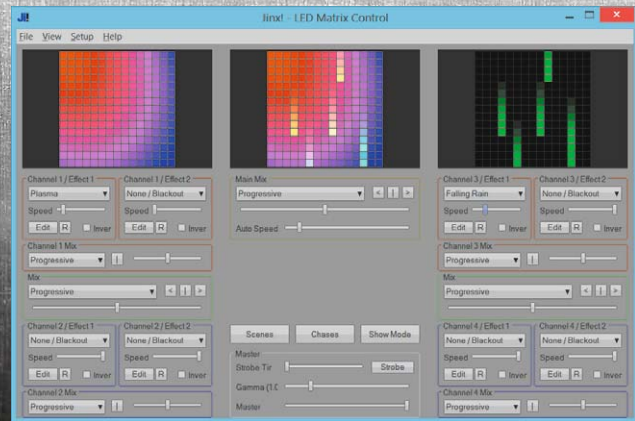 Ji!
Jinx! - LED Matrix Control
File View Setup Help
Channel 1 / Effect 1
Plasma
Speed
Edit R Inver
Channel 1 / Effect 2
None / Blackout
Speed
Edit R Inver
Channel 1 Mix
Progressive |
Mix
Progressive < | >
Channel 2 / Effect 1
None / Blackout
Speed
Edit R Inver
Channel 2 / Effect 2
None / Blackout
Speed
Edit R Inver
Channel 2 Mix
Progressive |
Main Mix
Progressive < | >
Auto Speed
Scenes Chases Show Mode
Master
Strobe Tir Strobe
Gamma (1.0
Master
Channel 3 / Effect 1
Falling Rain
Speed
Edit R Inver
Channel 3 / Effect 2
None / Blackout
Speed
Edit R Inver
Channel 3 Mix
Progressive |
Mix
Progressive < | >
Channel 4 / Effect 1
None / Blackout
Speed
Edit R Inver
Channel 4 / Effect 2
None / Blackout
Speed
Edit R Inver
Channel 4 Mix
Progressive |